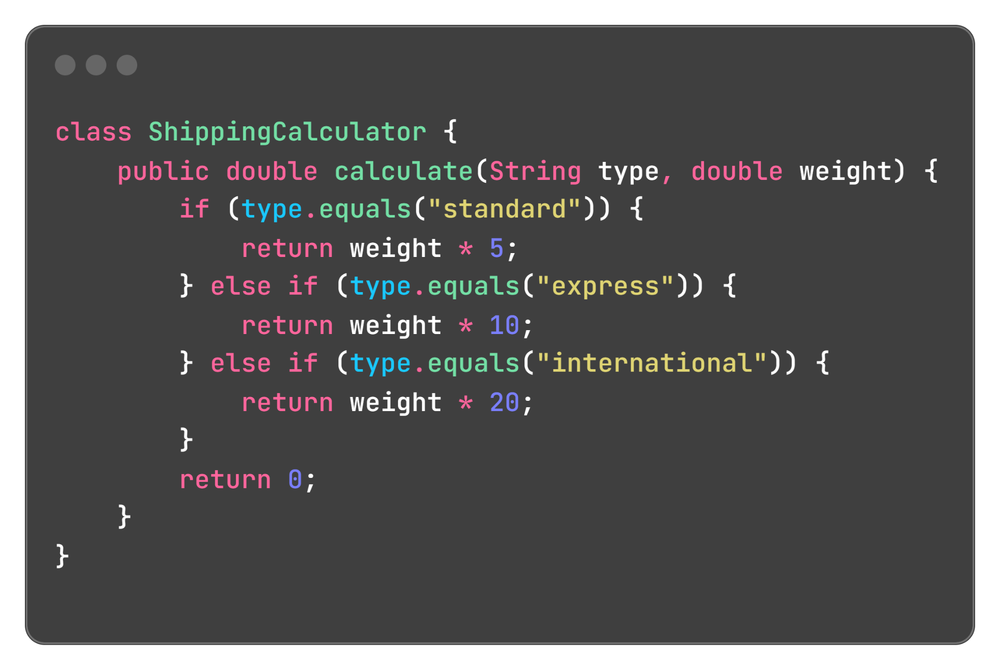 class ShippingCalculator {
    public double calculate(String type, double weight) {
        if (type.equals("standard")) {
            return weight * 5;
        } else if (type.equals("express")) {
            return weight * 10;
        } else if (type.equals("international")) {
            return weight * 20;
        }
        return 0;
    }
}